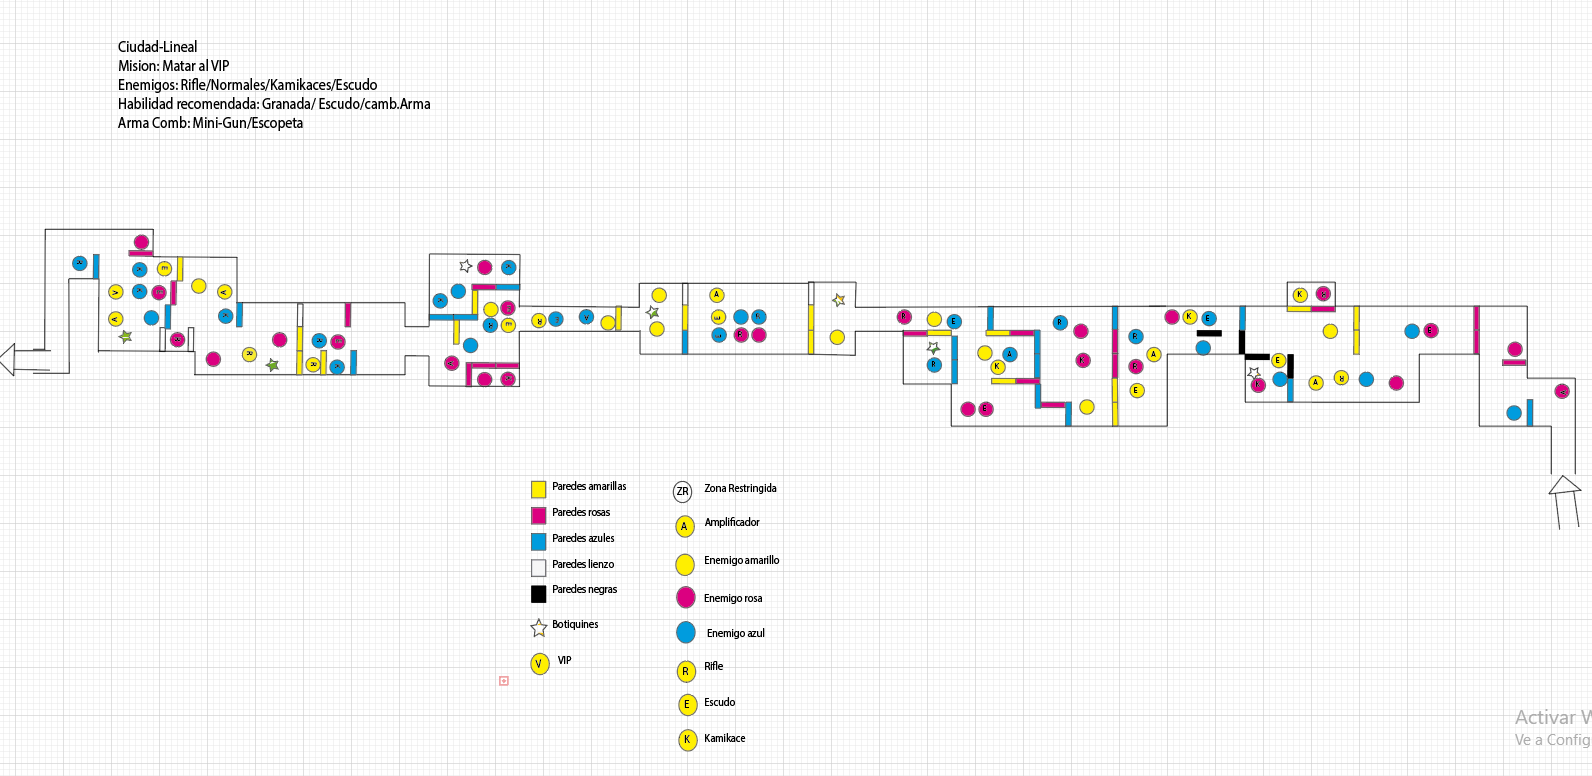 Ciudad-Lineal
Mision: Matar al VIP
Enemigos: Rifle/Normales/Kamikaces/Escudo
Habilidad recomendada: Granada/ Escudo/camb.Arma
Arma Comb: Mini-Gun/Escopeta
Paredes amarillas
Paredes rosas
Paredes azules
Paredes lienzo
Paredes negras
Botiquines
V VIP
ZR Zona Restringida
A Amplificador
Enemigo amarillo
Enemigo rosa
Enemigo azul
R Rifle
E Escudo
K Kamikace
Activar
Ve a Config